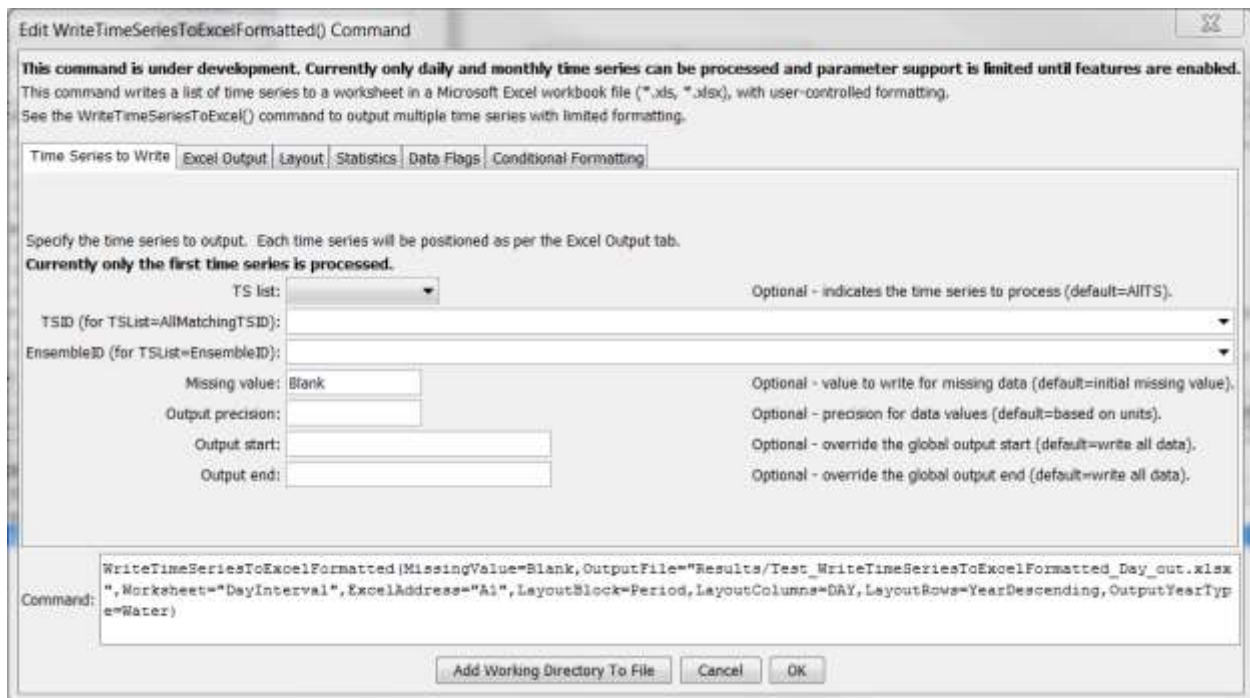 Edit WriteTimeSeriesToExcelFormatted() Command
This command is under development. Currently only daily and monthly time series can be processed and parameter support is limited until features are enabled.
This command writes a list of time series to a worksheet in a Microsoft Excel workbook file (*.xls, *.xlsx), with user-controlled formatting.
See the WriteTimeSeriesToExcel() command to output multiple time series with limited formatting.
Time Series to Write Excel Output Layout Statistics Data Flags Conditional Formatting
Specify the time series to output. Each time series will be positioned as per the Excel Output tab.
Currently only the first time series is processed.
TS list: Optional - indicates the time series to process (default=AllTS).
TSID (for TSList=AllMatchingTSID):
EnsembleID (for TSList=EnsembleID):
Missing value: Blank Optional - value to write for missing data (default=initial missing value).
Output precision: Optional - precision for data values (default=based on units).
Output start: Optional - override the global output start (default=write all data).
Output end: Optional - override the global output end (default=write all data).
Command:
WriteTimeSeriesToExcelFormatted(MissingValue=Blank,OutputFile="Results/Test_WriteTimeSeriesToExcelFormatted_Day_out.xlsx
",Worksheet="DayInterval",ExcelAddress="A1",LayoutBlock=Period,LayoutColumns=DAY,LayoutRows=YearDescending,OutputYearTyp
e=Water)
Add Working Directory To File Cancel OK